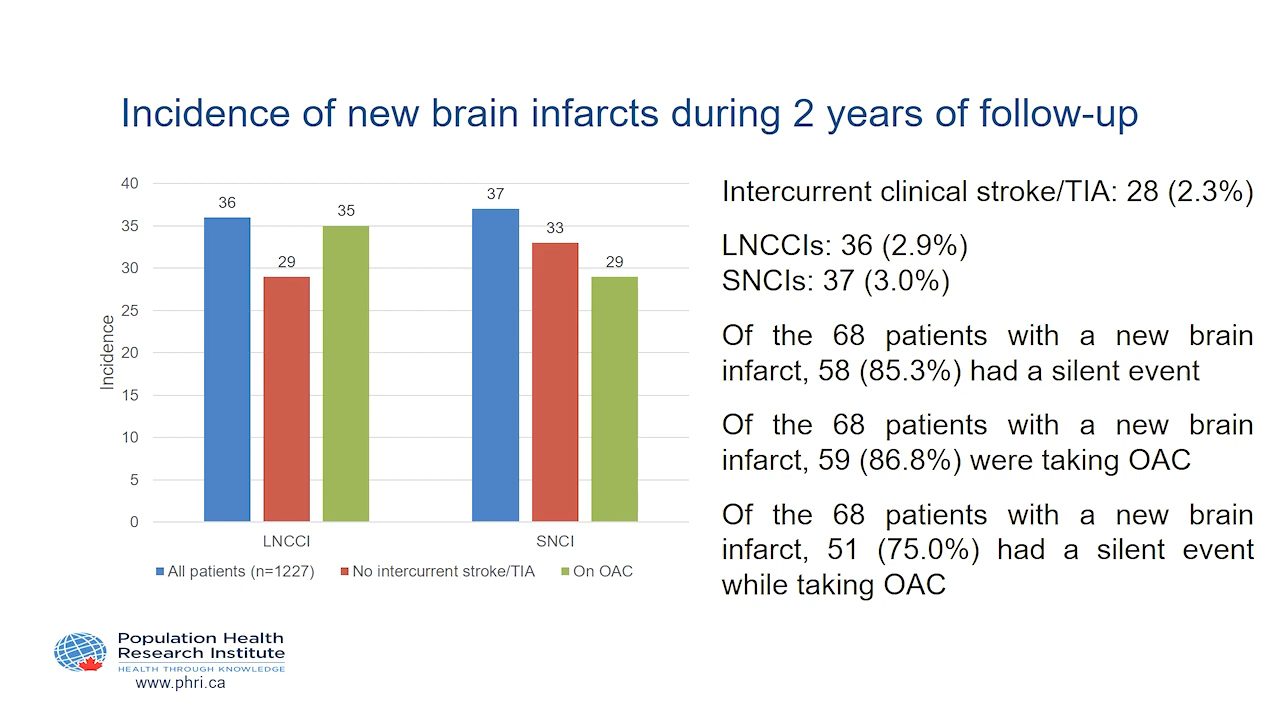 Incidence of new brain infarcts during 2 years of follow-up
40
35
30
25
20
15
10
5
0
Incidence
36
29
35
37
33
29
LNCCI
SNCI
All patients (n=1227)
No intercurrent stroke/TIA
On OAC
Intercurrent clinical stroke/TIA: 28 (2.3%)
LNCCIs: 36 (2.9%)
SNCIs: 37 (3.0%)
Of the 68 patients with a new brain
infarct, 58 (85.3%) had a silent event
Of the 68 patients with a new brain
infarct, 59 (86.8%) were taking OAC
Of the 68 patients with a new brain
infarct, 51 (75.0%) had a silent event
while taking OAC
Population Health
Research Institute
HEALTH THROUGH KNOWLEDGE
www.phri.ca